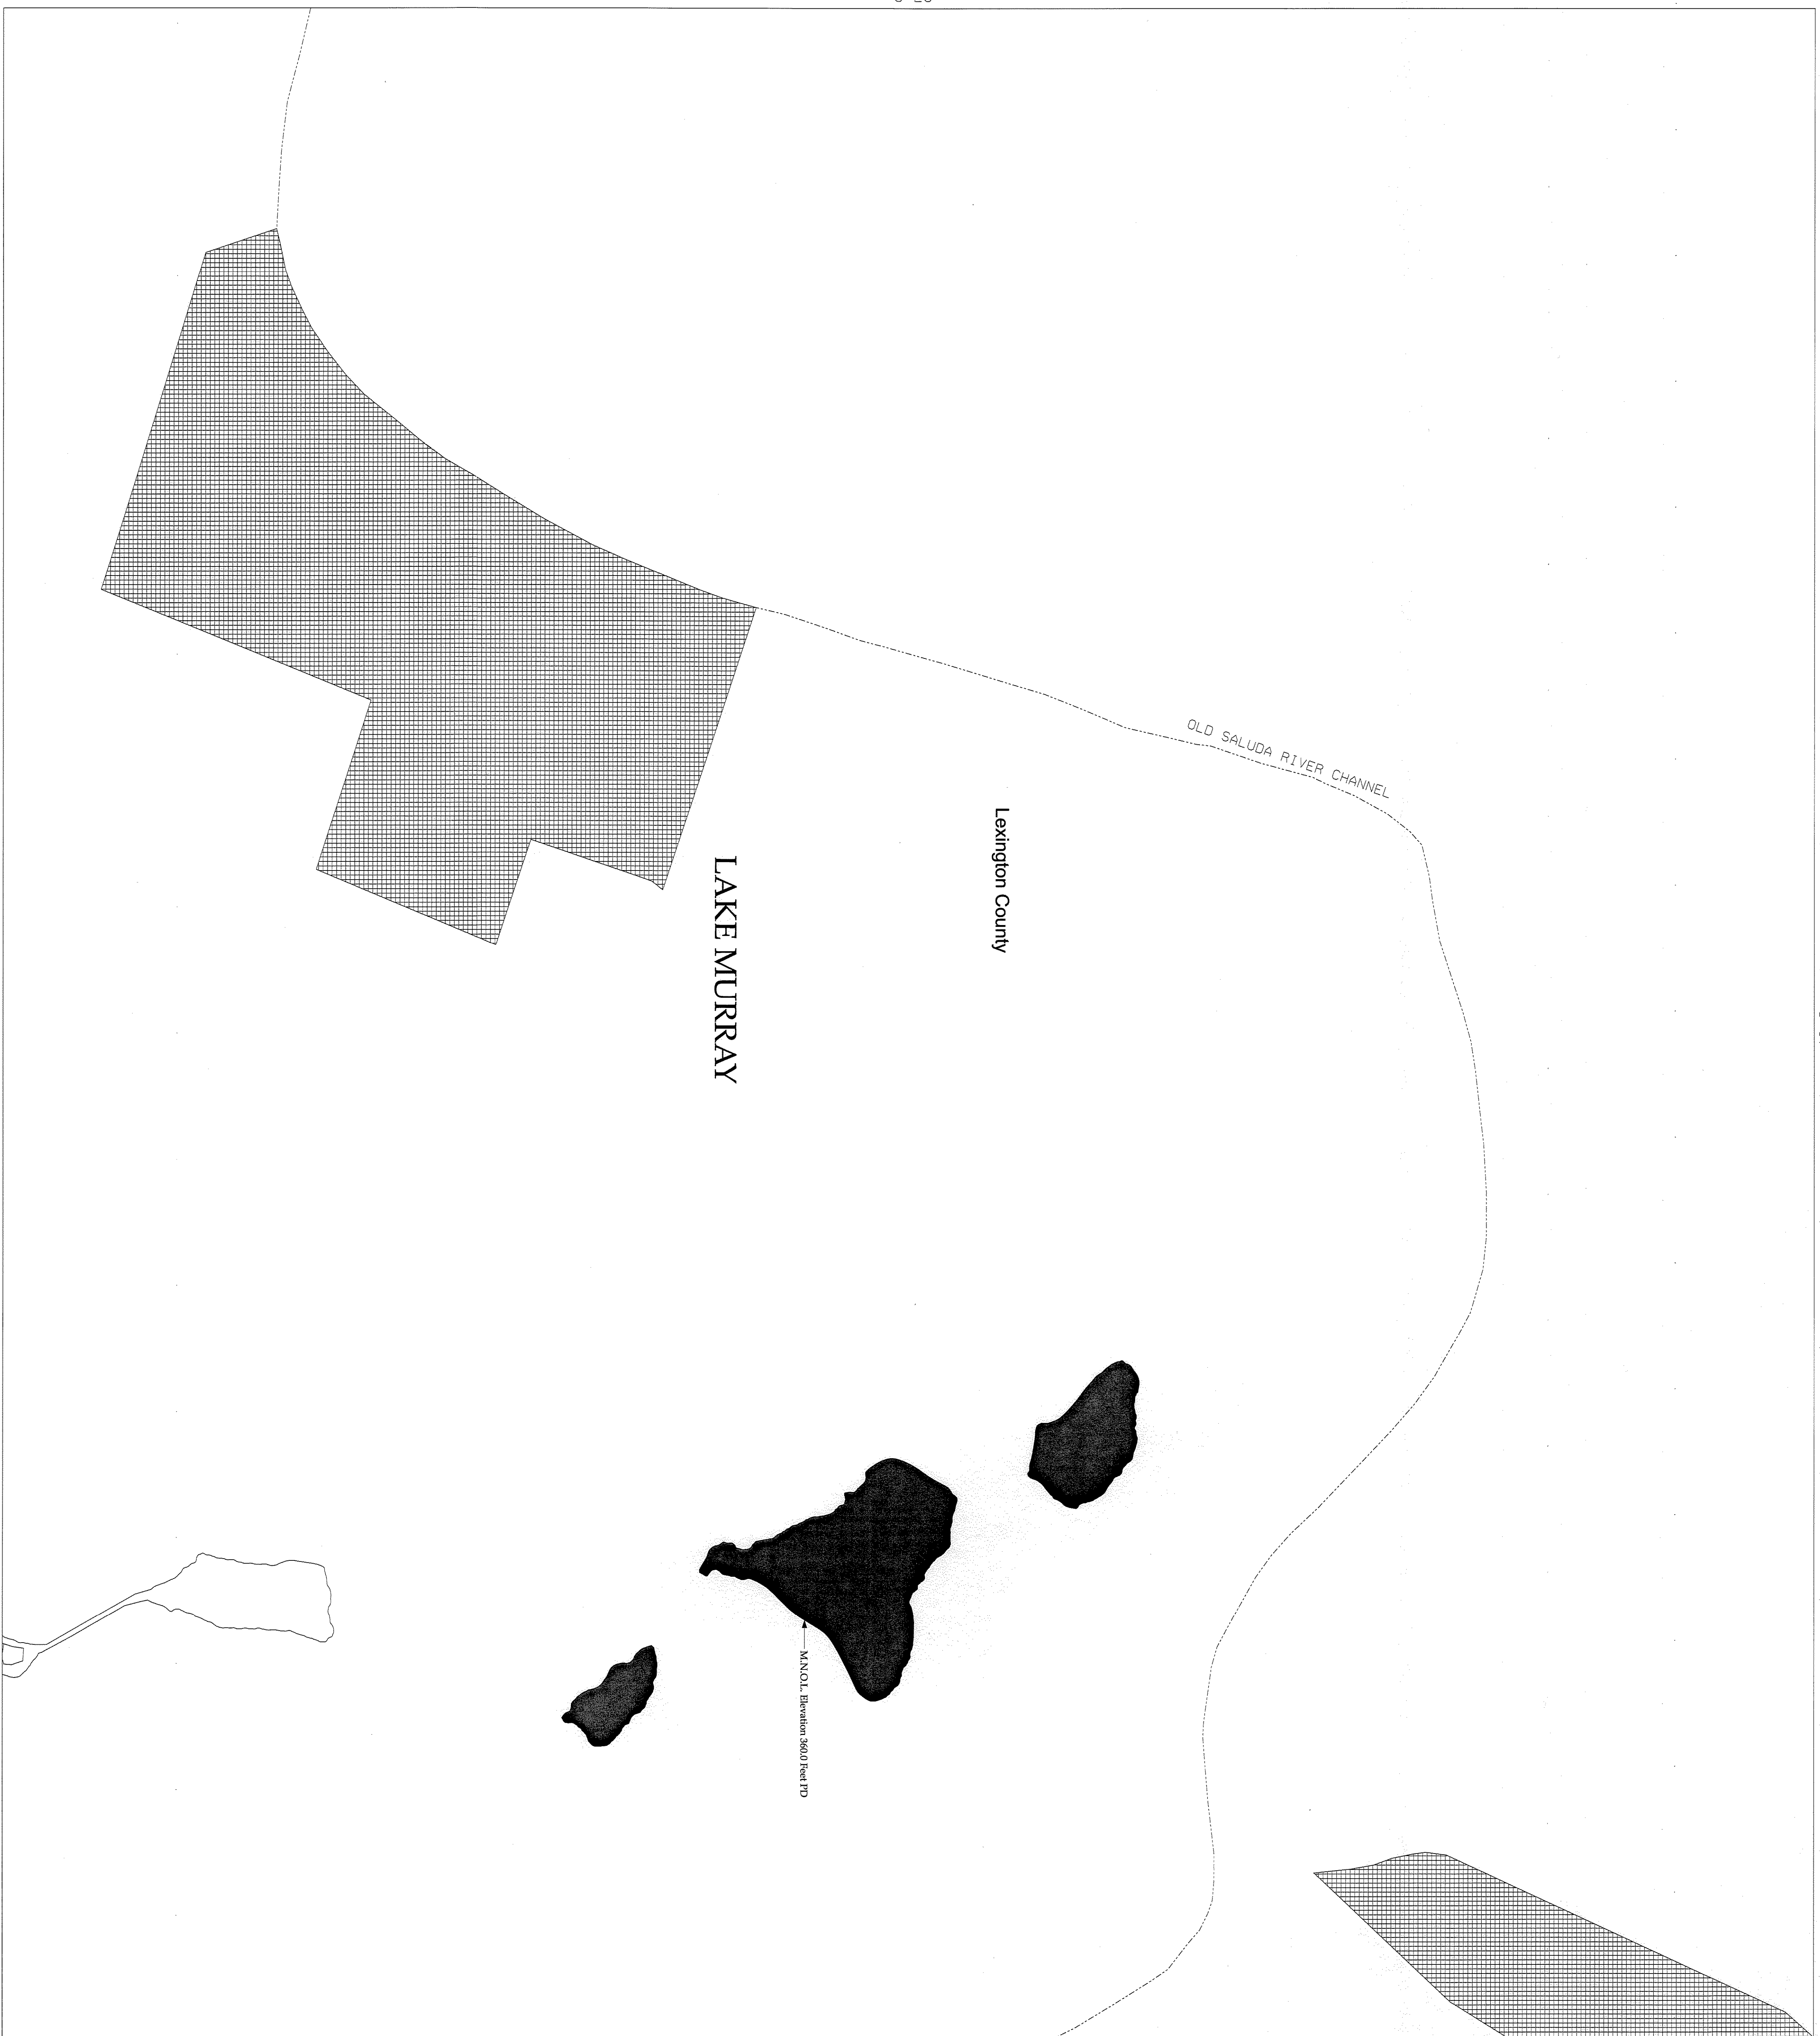 OLD SALUDA RIVER CHANNEL
Lexington County
LAKE MURRAY
M.N.O.L. Elevation 360.0 Feet PD